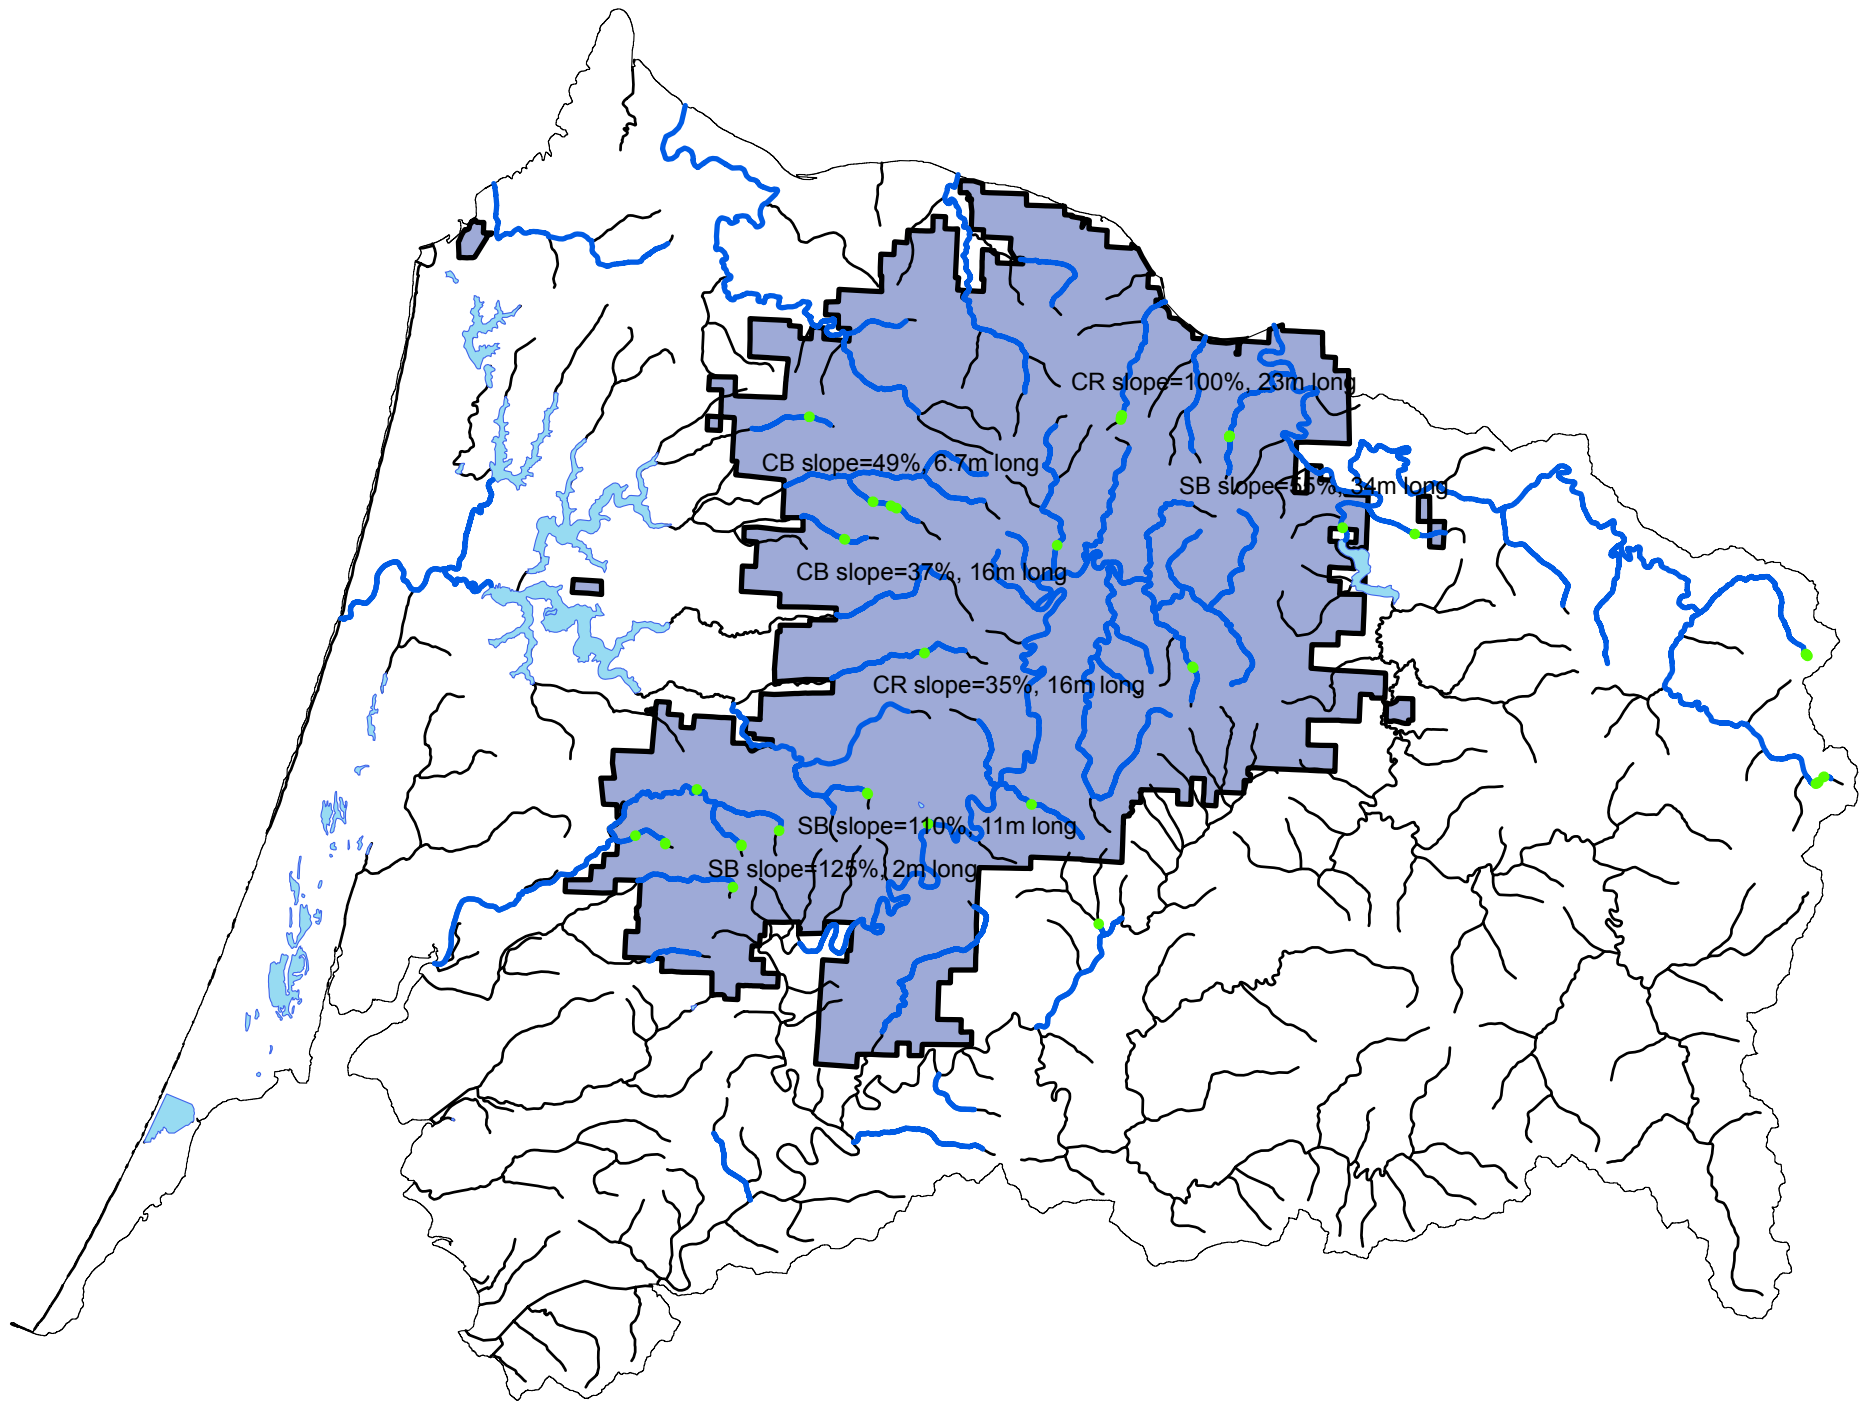 CR slope=100%, 23m long
CB slope=49%, 6.7m long
SB slope=55%, 34m long
CB slope=37%, 16m long
CR slope=35%, 16m long
SB slope=110%, 11m long
SB slope=125%, 2m long